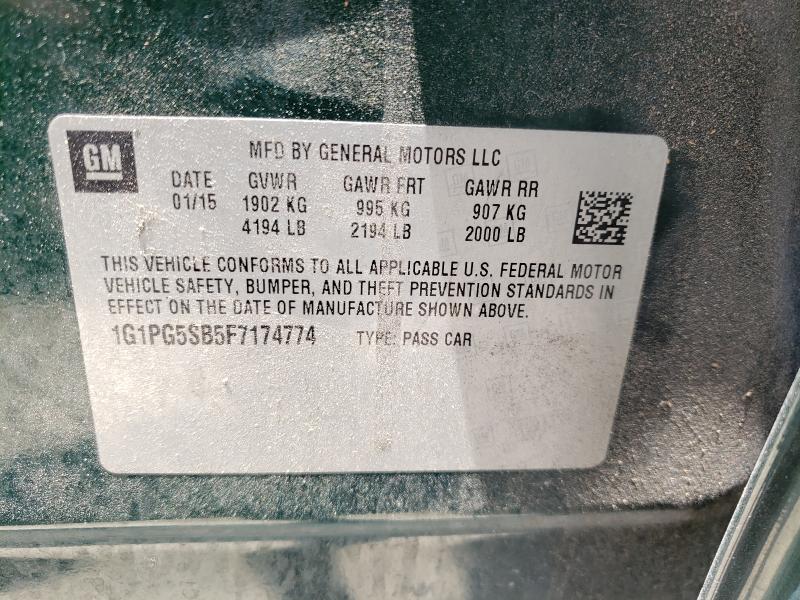 GM
MFD BY GENERAL MOTORS LLC
DATE GVWR GAWR FRT GAWR RR
01/15 1902 KG 995 KG 907 KG
4194 LB 2194 LB 2000 LB
THIS VEHICLE CONFORMS TO ALL APPLICABLE U.S. FEDERAL MOTOR
VEHICLE SAFETY, BUMPER, AND THEFT PREVENTION STANDARDS IN
EFFECT ON THE DATE OF MANUFACTURE SHOWN ABOVE.
1G1PG5SB5F7174774 TYPE: PASS CAR